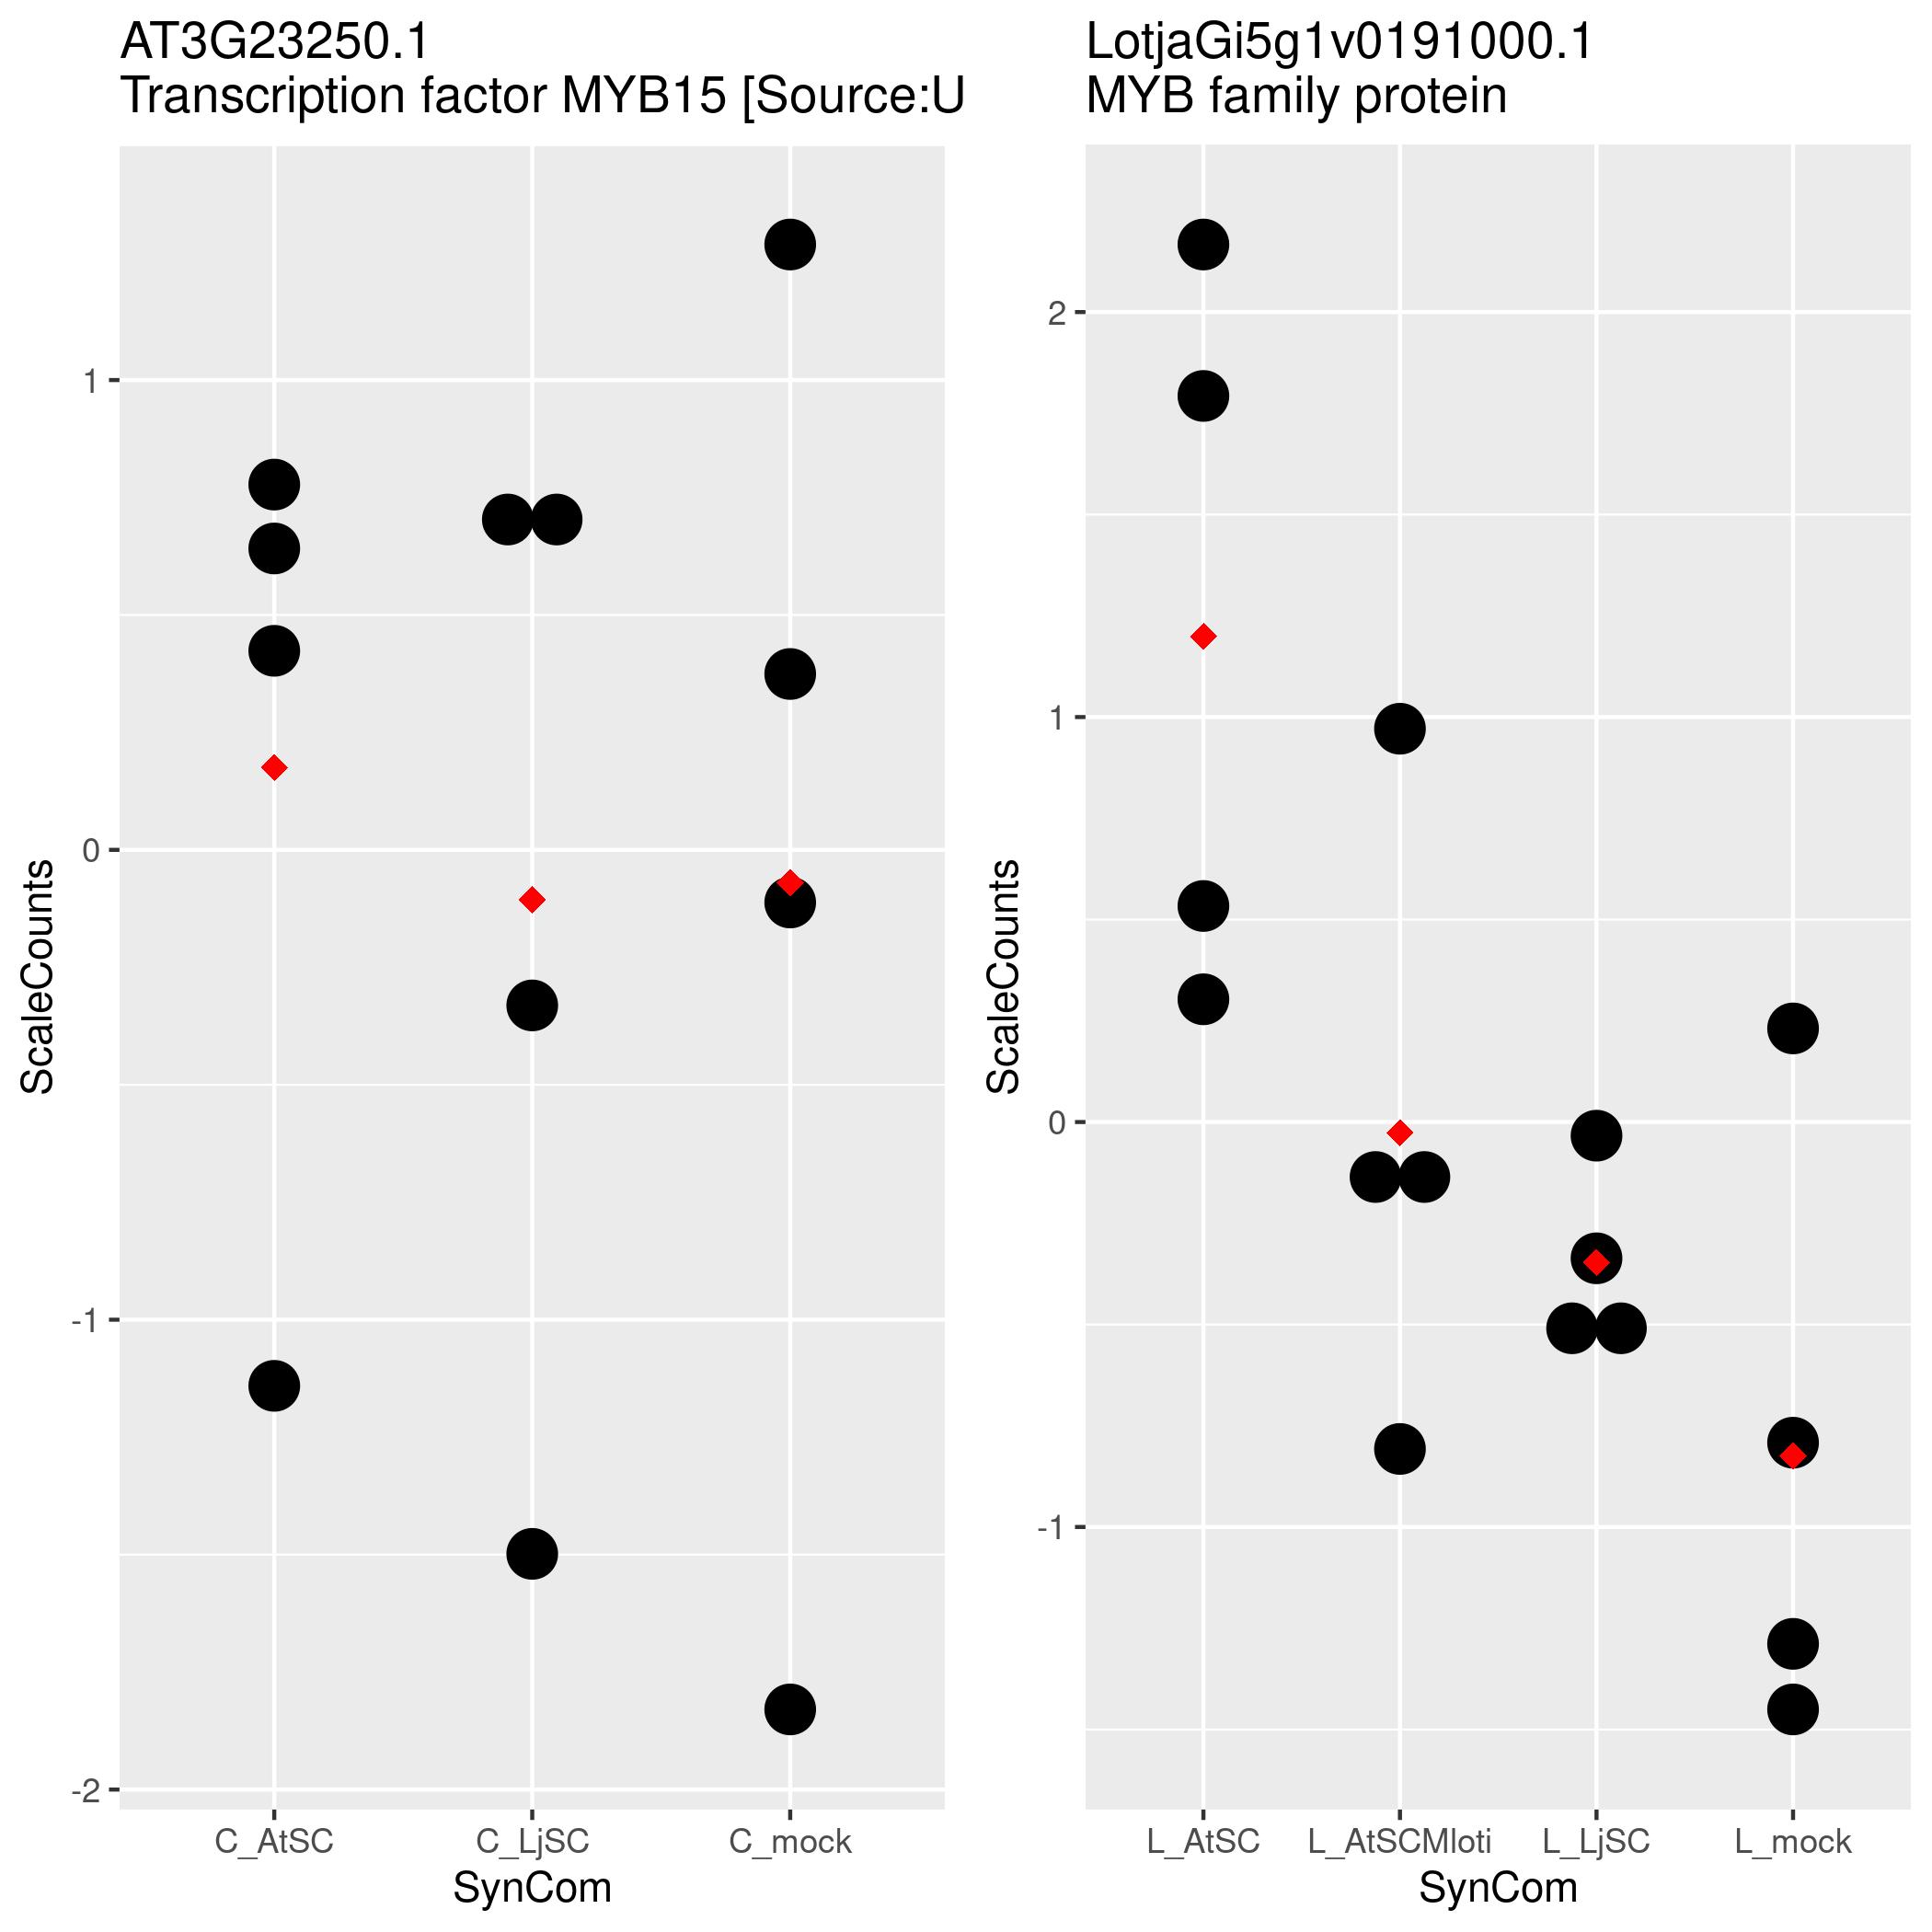 AT3G23250.1
Transcription factor MYB15 [Source:U
ScaleCounts
1
0
-1
-2
C_AtSC C_LjSC C_mock
SynCom
LotjaGi5g1v0191000.1
MYB family protein
ScaleCounts
2
1
0
-1
L_AtSC L_AtSCMloti L_LjSC L_mock
SynCom